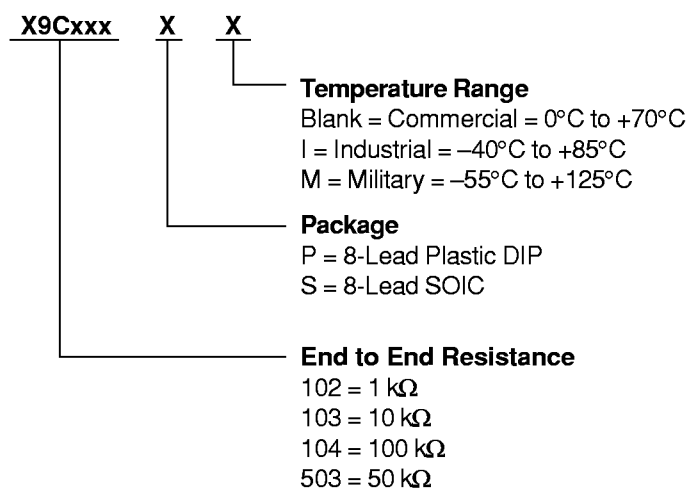 X9Cxxx X X
Temperature Range
Blank = Commercial = 0°C to +70°C
I = Industrial = –40°C to +85°C
M = Military = –55°C to +125°C
Package
P = 8-Lead Plastic DIP
S = 8-Lead SOIC
End to End Resistance
102 = 1 kΩ
103 = 10 kΩ
104 = 100 kΩ
503 = 50 kΩ